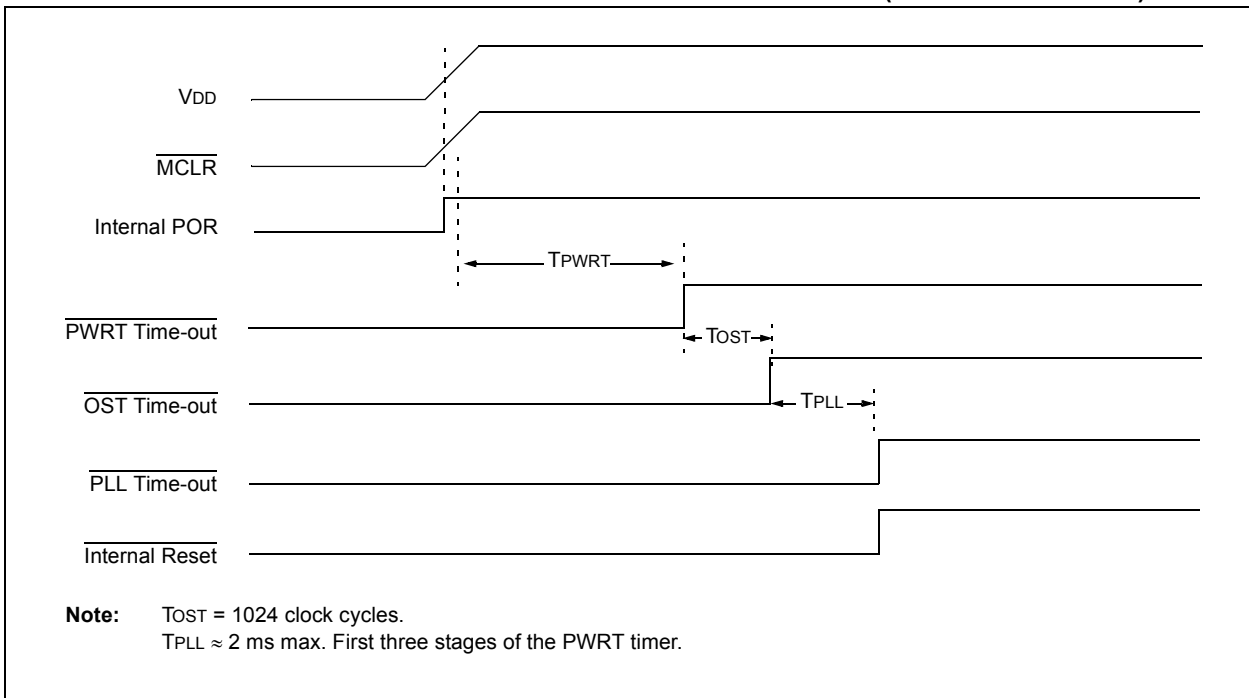 VDD
MCLR
Internal POR
TPWRT
PWRT Time-out
TOST
OST Time-out
TPLL
PLL Time-out
Internal Reset
Note: TOST = 1024 clock cycles.
TPLL ≈ 2 ms max. First three stages of the PWRT timer.